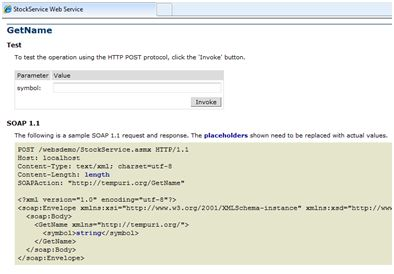 StockService Web Service
GetName
Test
To test the operation using the HTTP POST protocol, click the 'Invoke' button.
Parameter Value
symbol:
Invoke
SOAP 1.1
The following is a sample SOAP 1.1 request and response. The placeholders shown need to be replaced with actual values.
POST /websdemo/StockService.asmx HTTP/1.1
Host: localhost
Content-Type: text/xml; charset=utf-8
Content-Length: length
SOAPAction: "http://tempuri.org/GetName"
<?xml version="1.0" encoding="utf-8"?>
<soap:Envelope xmlns:xsi="http://www.w3.org/2001/XMLSchema-instance" xmlns:xsd="http://www
<soap:Body>
<GetName xmlns="http://tempuri.org/">
<symbol>string</symbol>
</GetName>
</soap:Body>
</soap:Envelope>